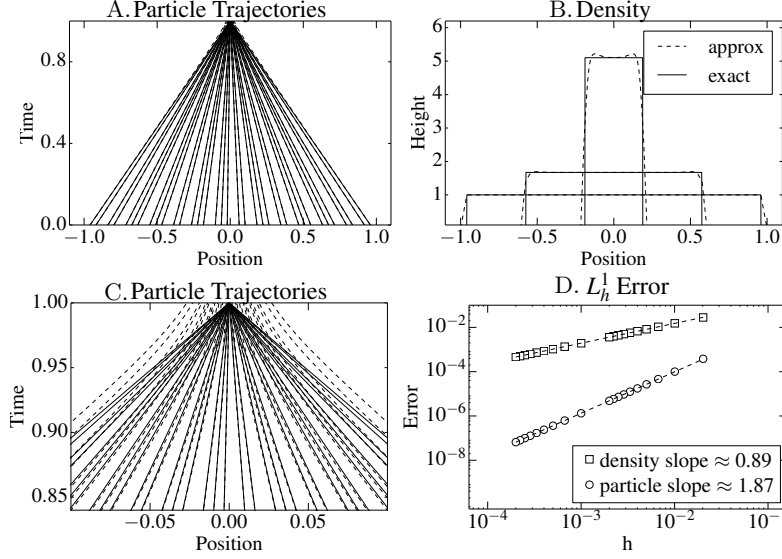 A. Particle Trajectories
Time
0.8
0.4
0.0
−1.0 −0.5 0.0 0.5 1.0
Position
B. Density
Height
6
5
4
3
2
1
approx
exact
−1.0 −0.5 0.0 0.5 1.0
Position
C. Particle Trajectories
Time
1.00
0.95
0.90
0.85
−0.05 0.00 0.05
Position
D. L_h^1 Error
Error
10^−2
10^−4
10^−6
10^−8
density slope ≈ 0.89
particle slope ≈ 1.87
10^−4 10^−3 10^−2 10^−1
h